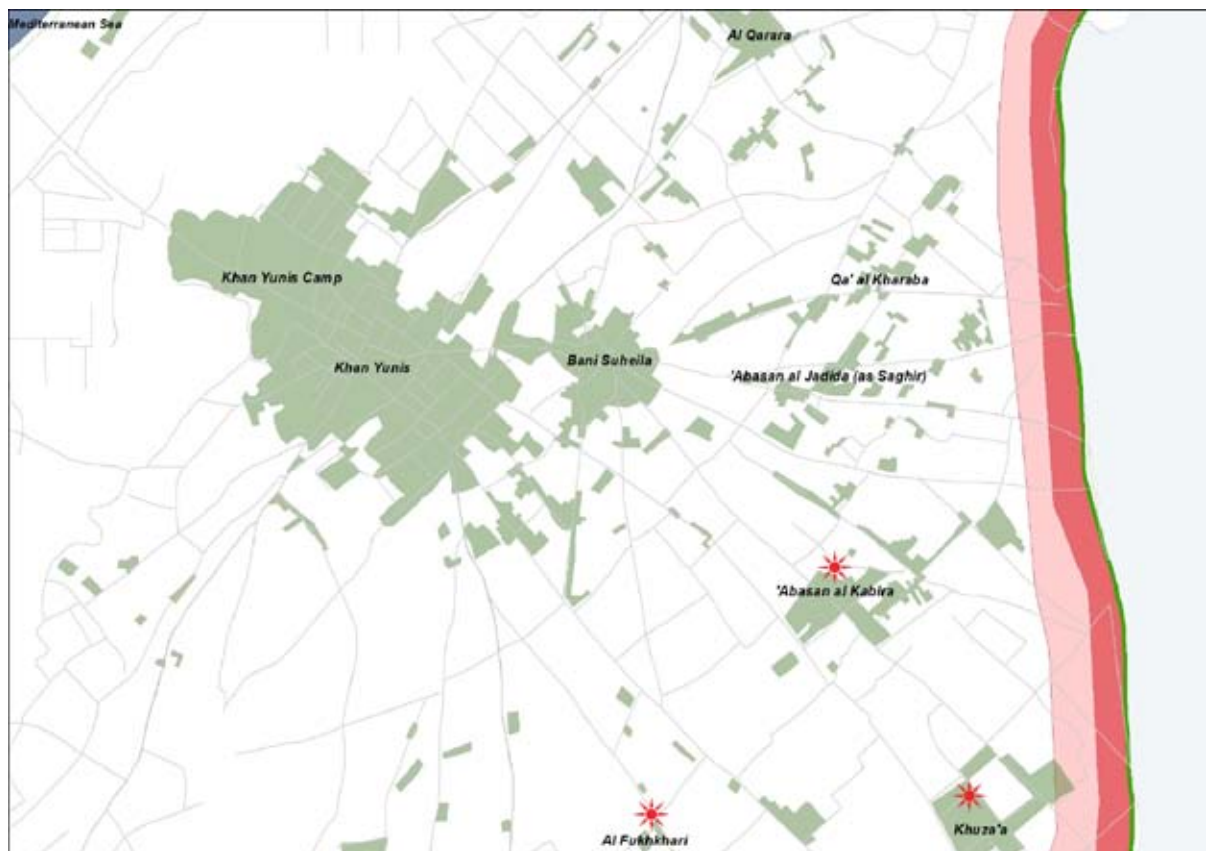 Mediterranean Sea
Al Qarara
Khan Yunis Camp
Qa' al Kharaba
Khan Yunis
Bani Suheila
'Abasan al Jadida (as Saghir)
'Abasan al Kabira
Khuza'a
Al Fukhkhari